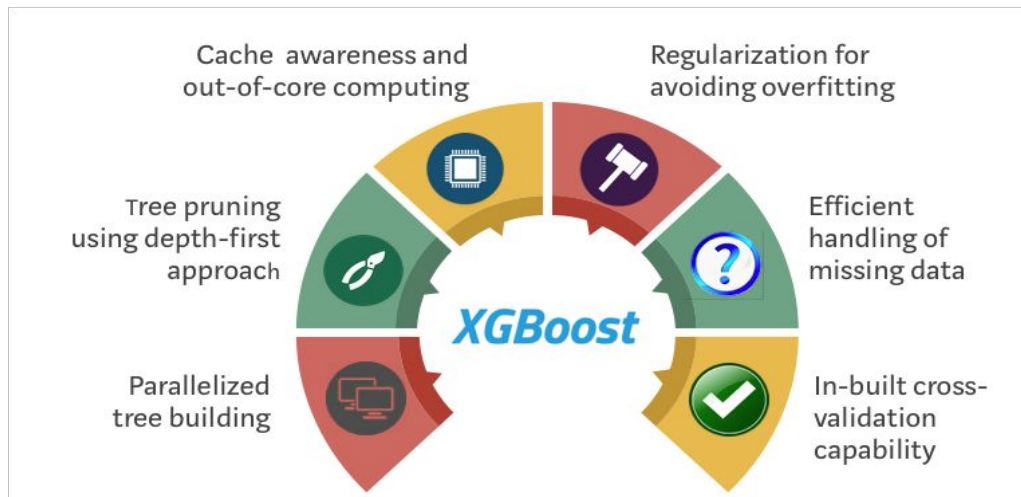 Cache awareness and
out-of-core computing
Regularization for
avoiding overfitting
Tree pruning
using depth-first
approach
Efficient
handling of
missing data
?
XGBoost
Parallelized
tree building
In-built cross-
validation
capability